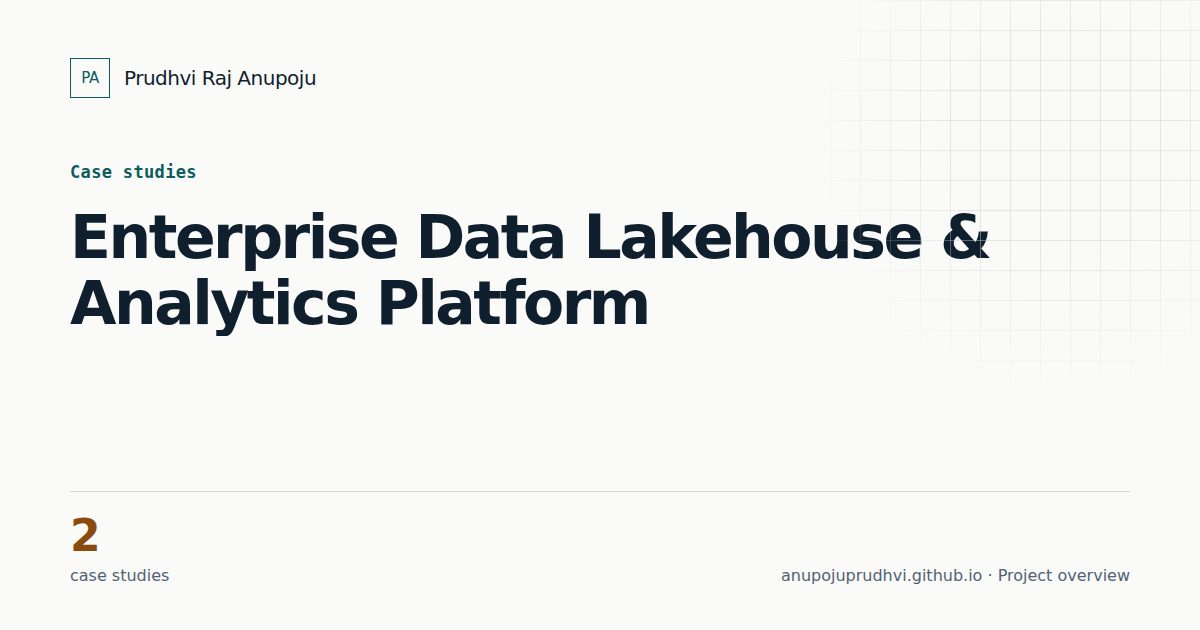 PA
Prudhvi Raj Anupoju
Case studies
Enterprise Data Lakehouse &
Analytics Platform
2
case studies
anupojuprudhvi.github.io · Project overview